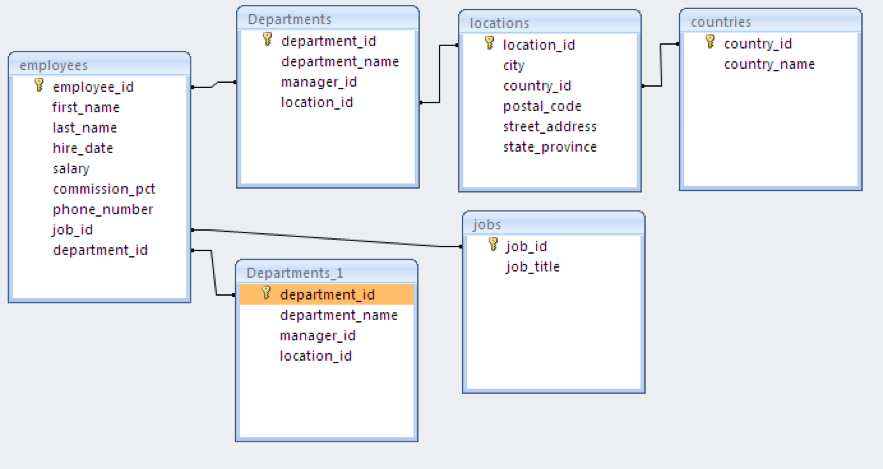 employees
employee_id
first_name
last_name
hire_date
salary
commission_pct
phone_number
job_id
department_id
Departments
department_id
department_name
manager_id
location_id
locations
location_id
city
country_id
postal_code
street_address
state_province
countries
country_id
country_name
Departments_1
department_id
department_name
manager_id
location_id
jobs
job_id
job_title